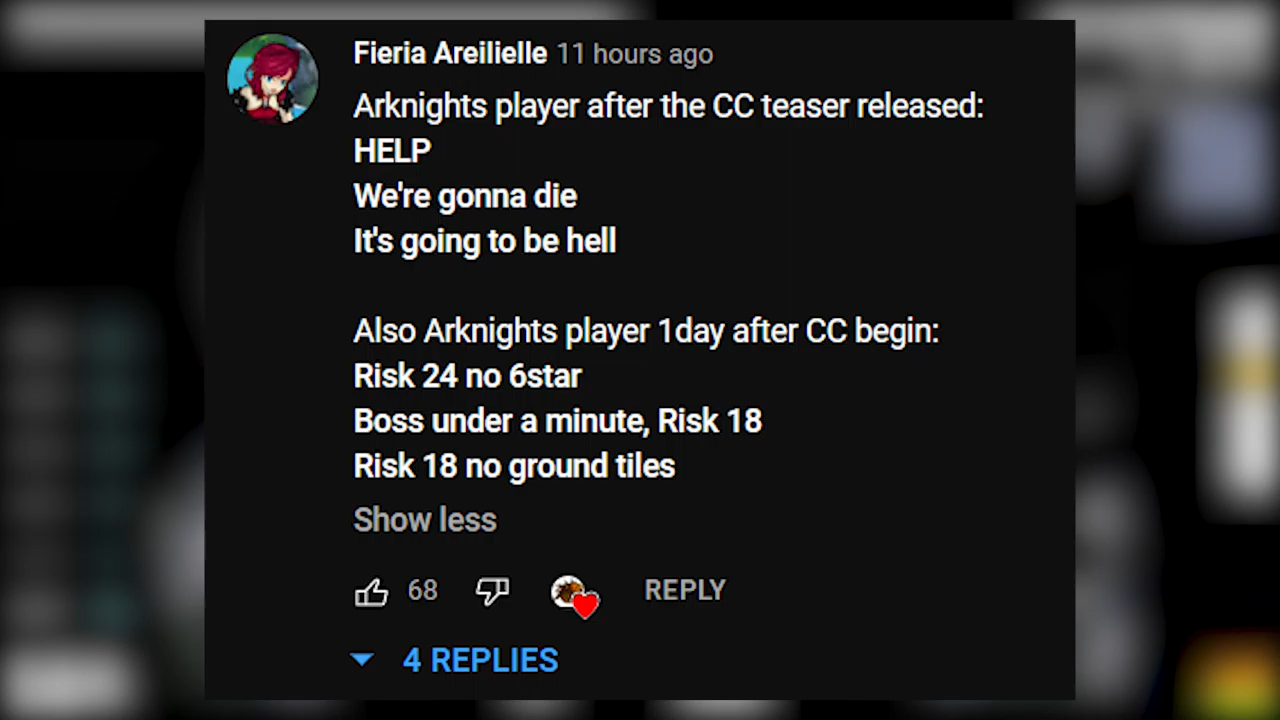 Fieria Areilielle 11 hours ago
Arknights player after the CC teaser released:
HELP
We're gonna die
It's going to be hell
Also Arknights player 1day after CC begin:
Risk 24 no 6star
Boss under a minute, Risk 18
Risk 18 no ground tiles
Show less
68 REPLY
4 REPLIES